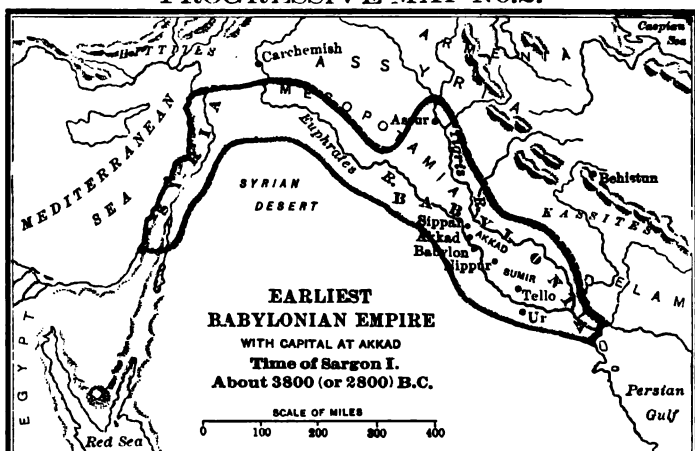 PROGRESSIVE MAP No.2.
HITTITES
Carchemish
ASSYRIA
ARMENIA
Caspian
Sea
MESOPOTAMIA
Assur
Tigris
Euphrates
MEDITERRANEAN
SEA
SYRIA
SYRIAN
DESERT
BABYLONIA
Behistun
KASSITES
Sippar
AKKAD
Akkad
Babylon
Nippur
SUMIR
ELAM
Tello
Ur
EARLIEST
BABYLONIAN EMPIRE
WITH CAPITAL AT AKKAD
Time of Sargon I.
About 3800 (or 2800) B.C.
SCALE OF MILES
0 100 200 300 400
EGYPT
Red Sea
Persian
Gulf